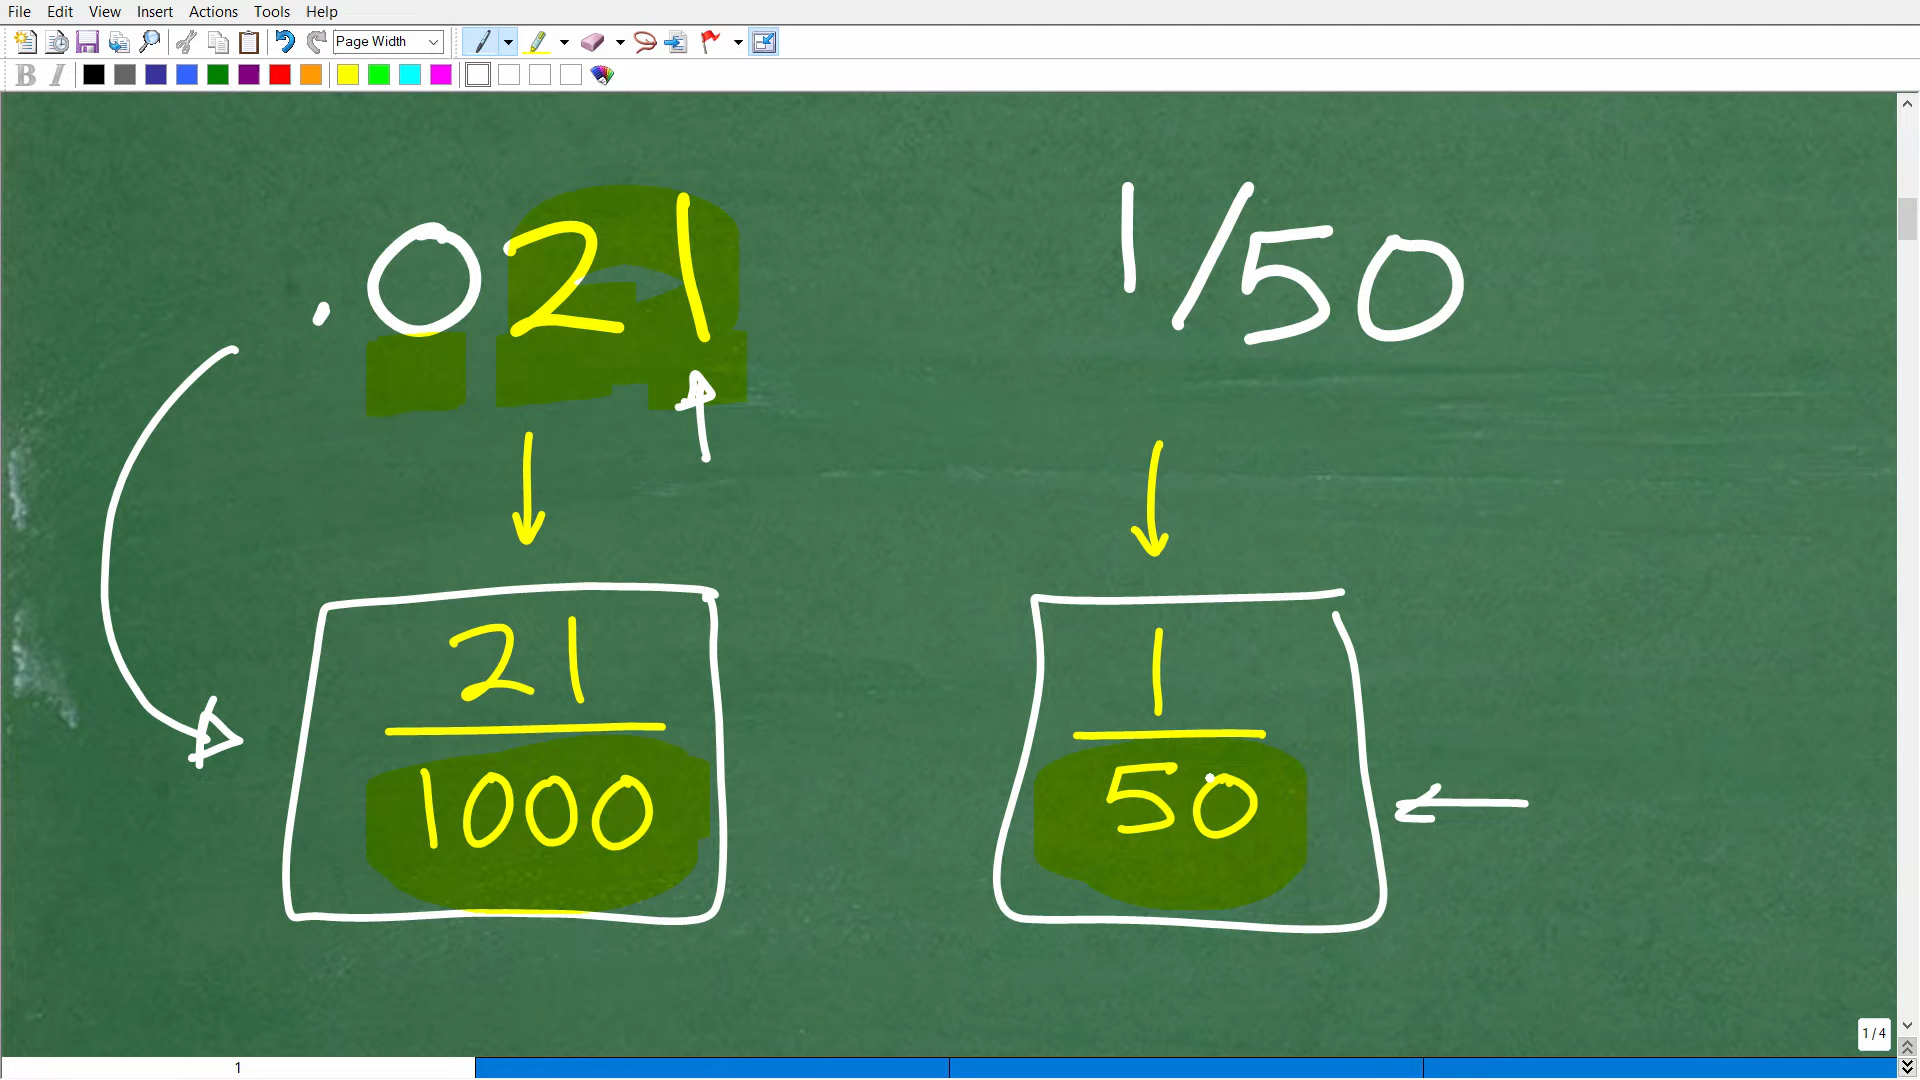 File Edit View Insert Actions Tools Help
Page Width
B I
.021
1/50
21
1000
1
50
1 / 4
1